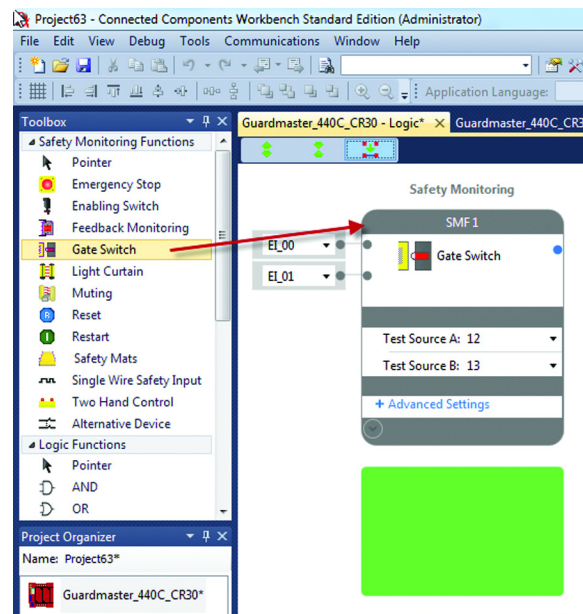 Project63 - Connected Components Workbench Standard Edition (Administrator)
File Edit View Debug Tools Communications Window Help
Application Language:
Toolbox
Guardmaster_440C_CR30 - Logic*
Guardmaster_440C_CR3
Safety Monitoring Functions
Pointer
Emergency Stop
Enabling Switch
Feedback Monitoring
Gate Switch
Light Curtain
Muting
Reset
Restart
Safety Mats
Single Wire Safety Input
Two Hand Control
Alternative Device
Logic Functions
Pointer
AND
OR
Safety Monitoring
SMF 1
EI_00
EI_01
Gate Switch
Test Source A: 12
Test Source B: 13
+ Advanced Settings
Project Organizer
Name: Project63*
Guardmaster_440C_CR30*